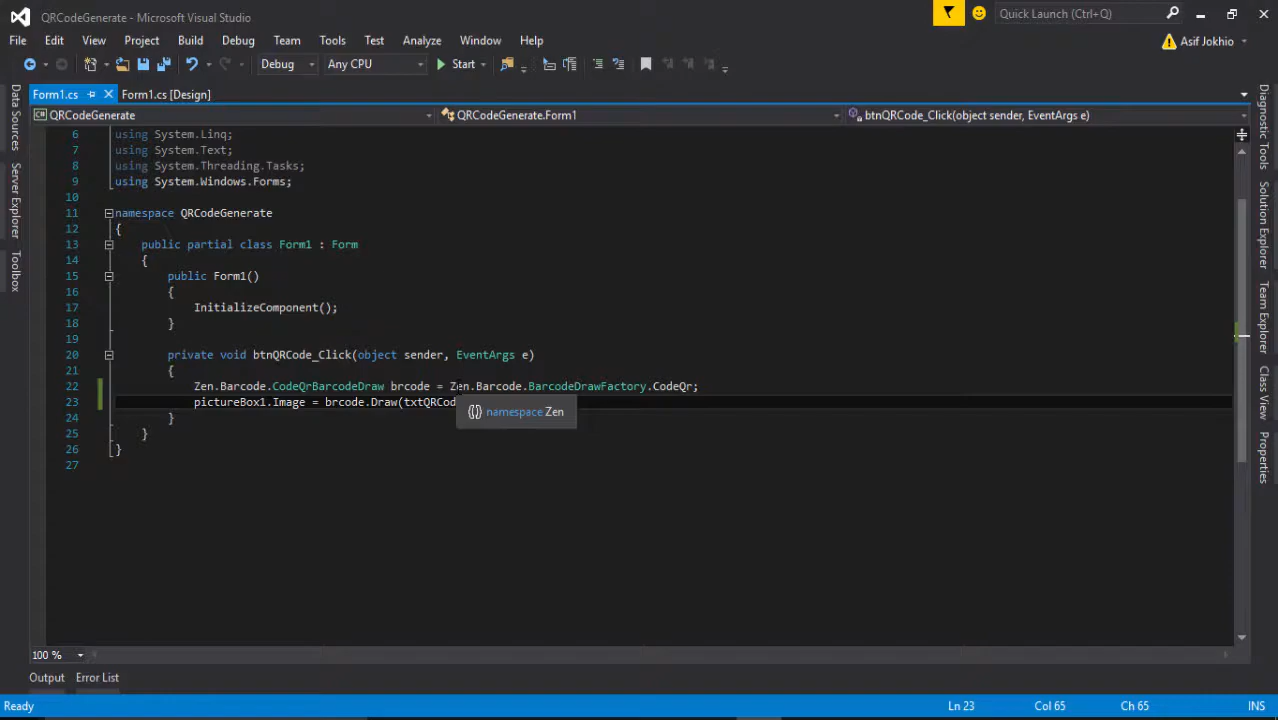 QRCodeGenerate - Microsoft Visual Studio
Quick Launch (Ctrl+Q)
File Edit View Project Build Debug Team Tools Test Analyze Window Help
Asif Jokhio
Debug Any CPU Start
Form1.cs Form1.cs [Design]
QRCodeGenerate QRCodeGenerate.Form1 btnQRCode_Click(object sender, EventArgs e)
Data Sources
Server Explorer
Toolbox
6 using System.Linq;
7 using System.Text;
8 using System.Threading.Tasks;
9 using System.Windows.Forms;
10
11 namespace QRCodeGenerate
12 {
13 public partial class Form1 : Form
14 {
15 public Form1()
16 {
17 InitializeComponent();
18 }
19
20 private void btnQRCode_Click(object sender, EventArgs e)
21 {
22 Zen.Barcode.CodeQrBarcodeDraw brcode = Zen.Barcode.BarcodeDrawFactory.CodeQr;
23 pictureBox1.Image = brcode.Draw(txtQRCod
{} namespace Zen
24 }
25 }
26 }
27
Diagnostic Tools
Solution Explorer
Team Explorer
Properties
100 %
Output Error List
Ready Ln 23 Col 65 Ch 65 INS